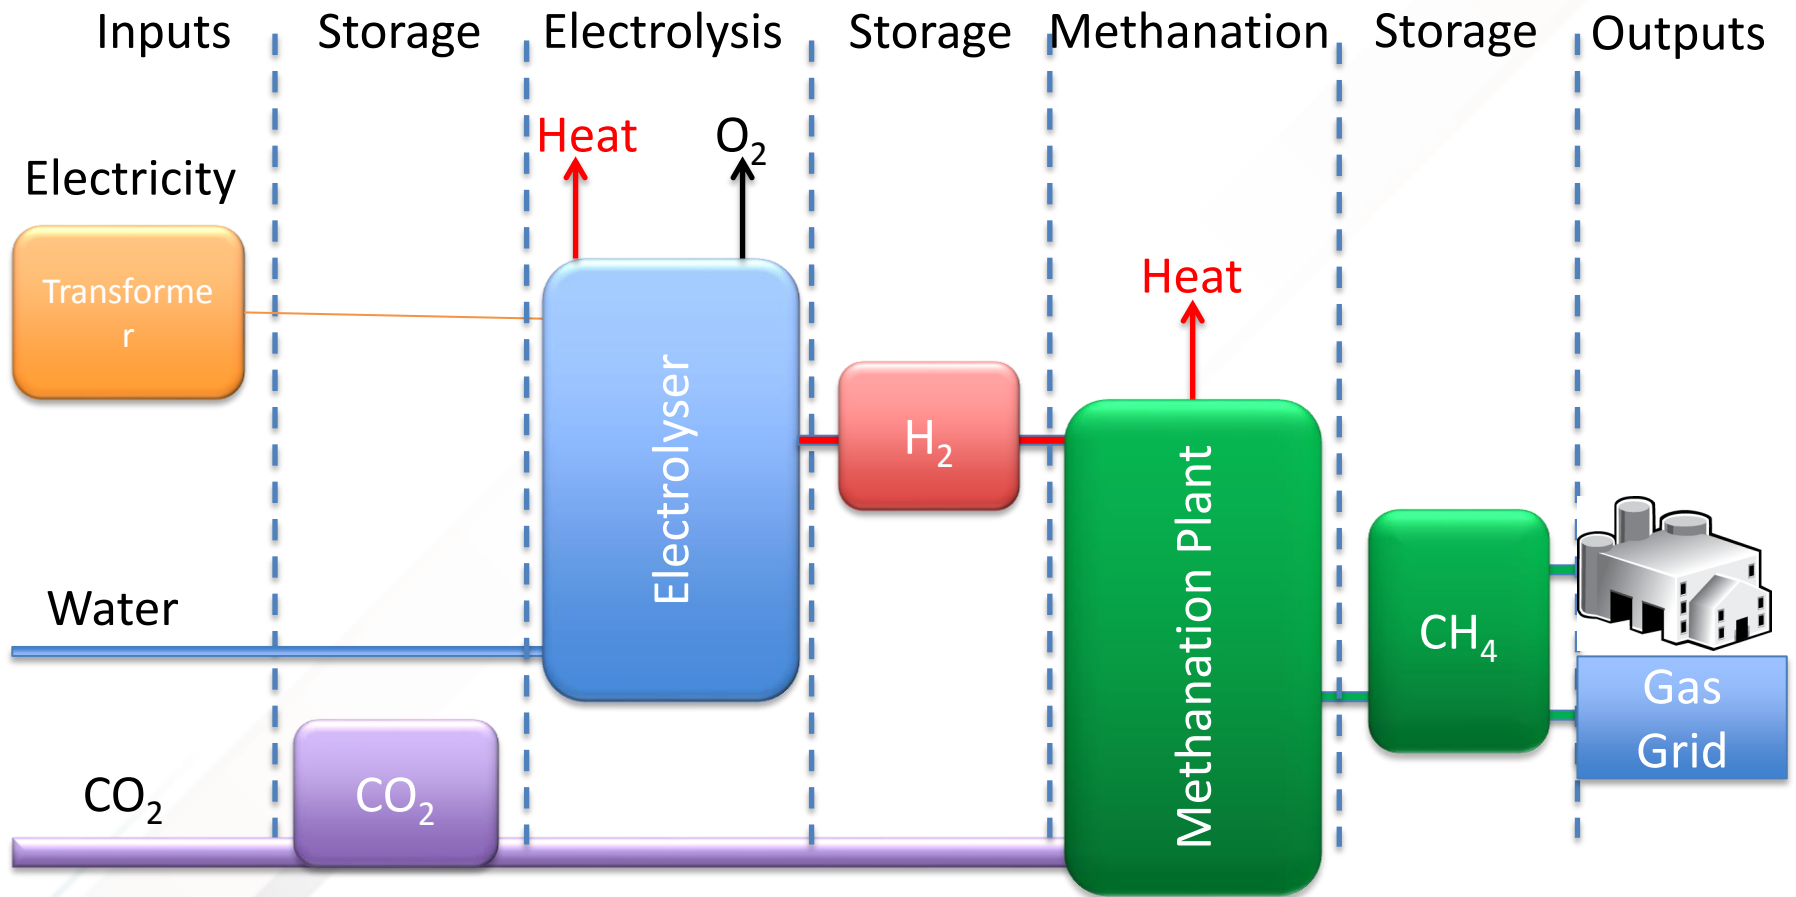 Inputs
Storage
Electrolysis
Storage
Methanation
Storage
Outputs
Heat
O₂
Electricity
Transforme
r
Heat
Electrolyser
H₂
Methanation Plant
Water
CH₄
Gas
Grid
CO₂
CO₂